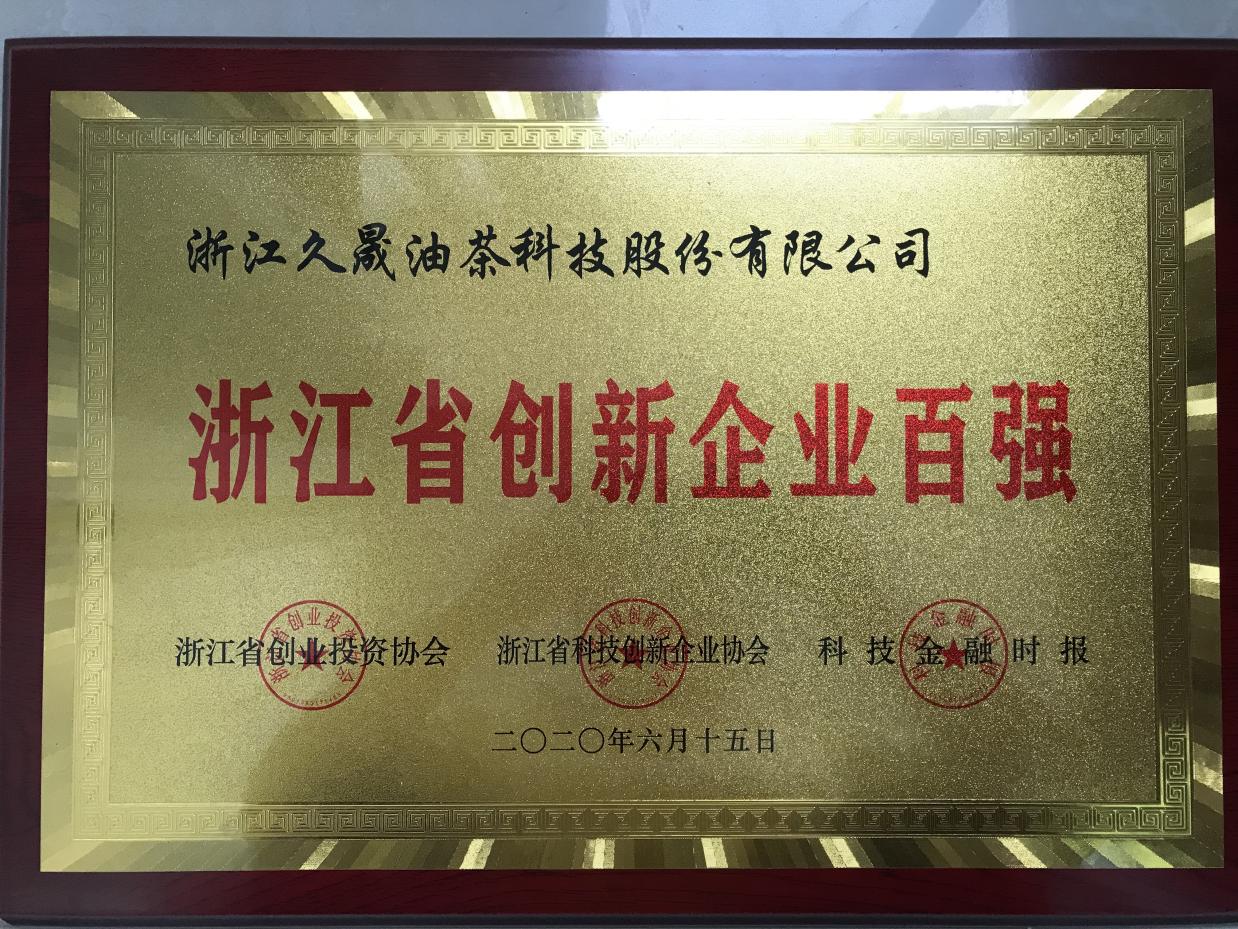 浙江久晟油茶科技股份有限公司
浙江省创新企业百强
浙江省创业投资协会 浙江省科技创新企业协会 科技金融时报
二〇二〇年六月十五日